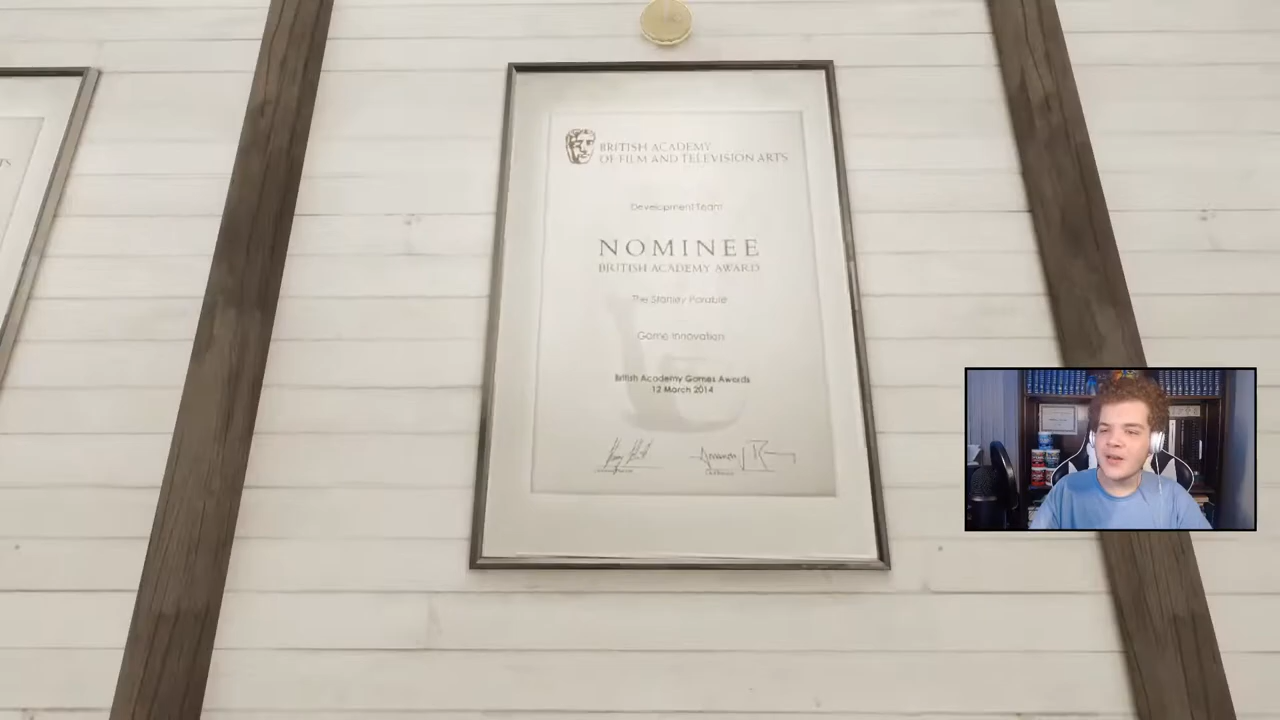 BRITISH ACADEMY
OF FILM AND TELEVISION ARTS
Development Team
NOMINEE
BRITISH ACADEMY AWARD
The Stanley Parable
Game Innovation
British Academy Games Awards
12 March 2014